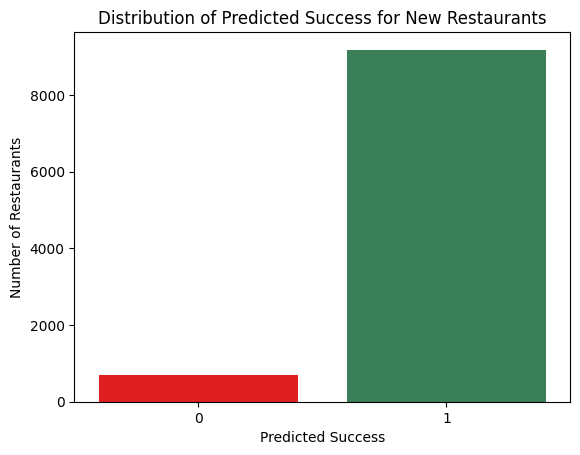 Distribution of Predicted Success for New Restaurants
Number of Restaurants
8000
6000
4000
2000
0
0 1
Predicted Success